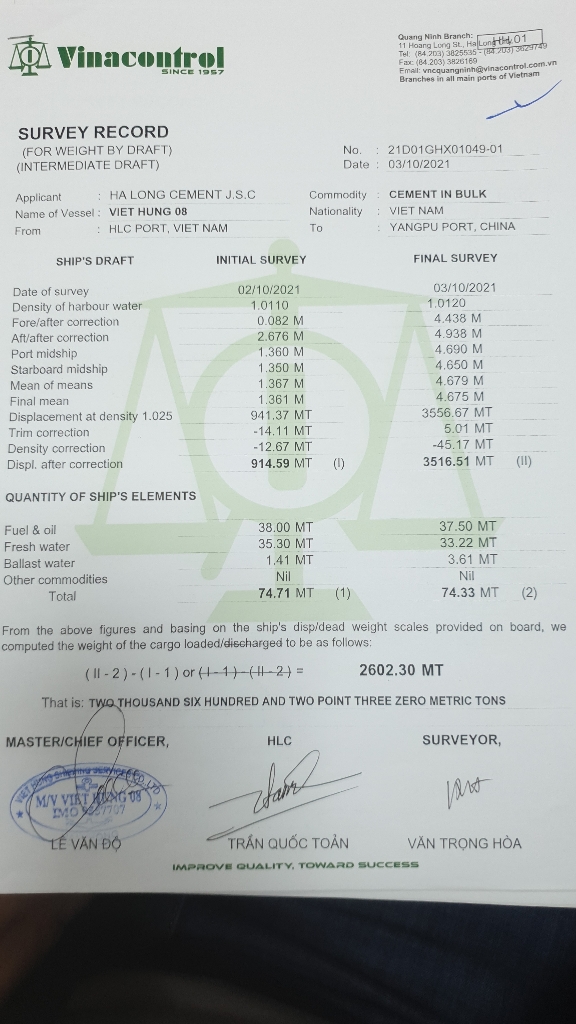 Vinacontrol
SINCE 1957
Quang Ninh Branch:
11 Hoang Long St., Ha Long
HH 01
Tel: (84.203) 3825535 - (84.203) 3629749
Fax: (84.203) 3826169
Email: vncquangninh@vinacontrol.com.vn
Branches in all main ports of Vietnam
SURVEY RECORD
(FOR WEIGHT BY DRAFT)
(INTERMEDIATE DRAFT)
No. : 21D01GHX01049-01
Date : 03/10/2021
Applicant : HA LONG CEMENT J.S.C Commodity : CEMENT IN BULK
Name of Vessel : VIET HUNG 08 Nationality : VIET NAM
From : HLC PORT, VIET NAM To : YANGPU PORT, CHINA
SHIP'S DRAFT INITIAL SURVEY FINAL SURVEY
Date of survey 02/10/2021 03/10/2021
Density of harbour water 1.0110 1.0120
Fore/after correction 0.082 M 4.438 M
Aft/after correction 2.676 M 4.938 M
Port midship 1.360 M 4.690 M
Starboard midship 1.350 M 4.650 M
Mean of means 1.367 M 4.679 M
Final mean 1.361 M 4.675 M
Displacement at density 1.025 941.37 MT 3556.67 MT
Trim correction -14.11 MT 5.01 MT
Density correction -12.67 MT -45.17 MT
Displ. after correction 914.59 MT (I) 3516.51 MT (II)
QUANTITY OF SHIP'S ELEMENTS
Fuel & oil 38.00 MT 37.50 MT
Fresh water 35.30 MT 33.22 MT
Ballast water 1.41 MT 3.61 MT
Other commodities Nil Nil
Total 74.71 MT (1) 74.33 MT (2)
From the above figures and basing on the ship's disp/dead weight scales provided on board, we
computed the weight of the cargo loaded/discharged to be as follows:
( II - 2 ) - ( I - 1 ) or ( I - 1 ) - ( II - 2 ) = 2602.30 MT
That is: TWO THOUSAND SIX HUNDRED AND TWO POINT THREE ZERO METRIC TONS
MASTER/CHIEF OFFICER, HLC SURVEYOR,
VIET HUNG SHIPPING SERVICE CO.LTD
M/V VIET HUNG 08
LÊ VĂN ĐỘ TRẦN QUỐC TOẢN VĂN TRỌNG HÒA
IMPROVE QUALITY, TOWARD SUCCESS